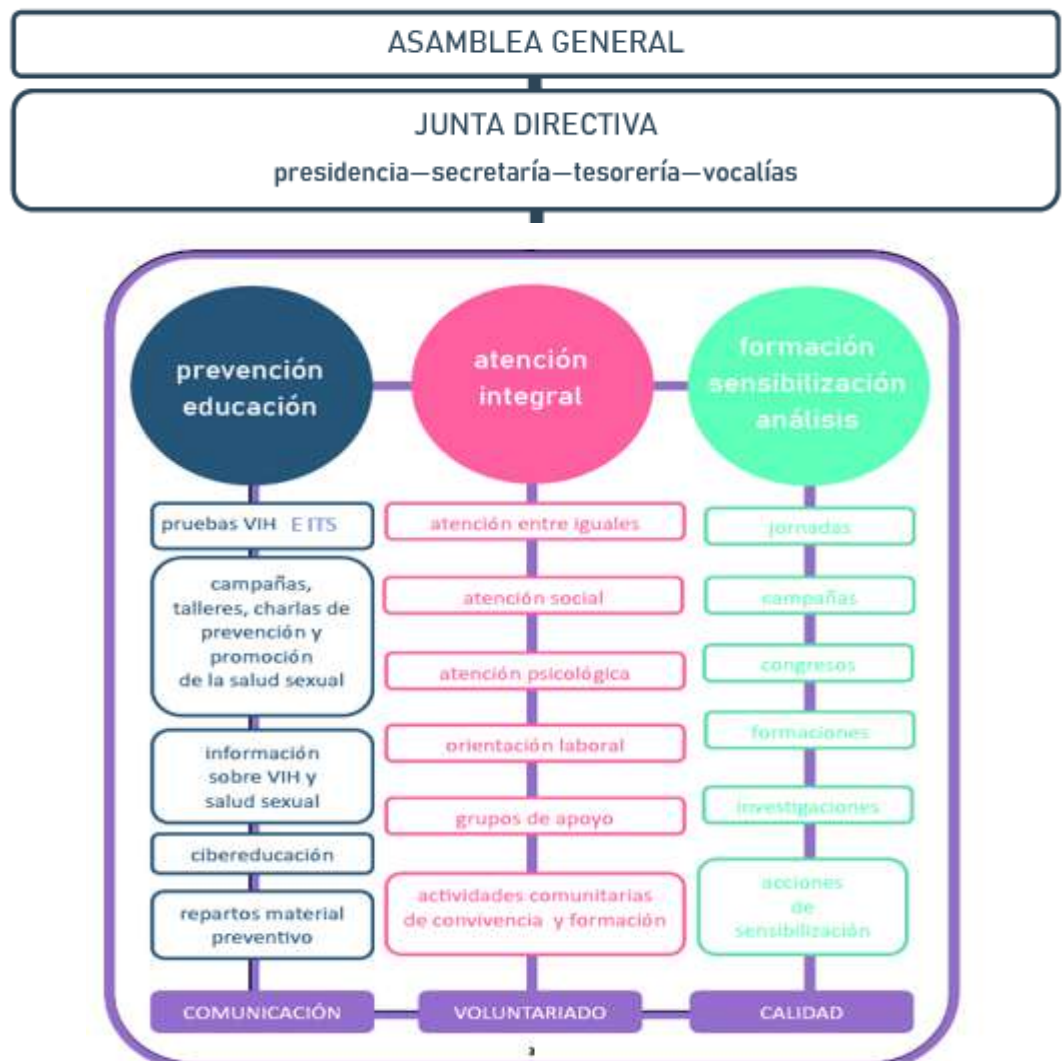 ASAMBLEA GENERAL
JUNTA DIRECTIVA
presidencia—secretaría—tesorería—vocalías
prevención
educación
pruebas VIH E ITS
campañas,
talleres, charlas de
prevención y
promoción
de la salud sexual
información
sobre VIH y
salud sexual
cibereducación
repartos material
preventivo
COMUNICACIÓN
atención
integral
atención entre iguales
atención social
atención psicológica
orientación laboral
grupos de apoyo
actividades comunitarias
de convivencia y formación
VOLUNTARIADO
formación
sensibilización
análisis
jornadas
campañas
congresos
formaciones
investigaciones
acciones
de
sensibilización
CALIDAD
3